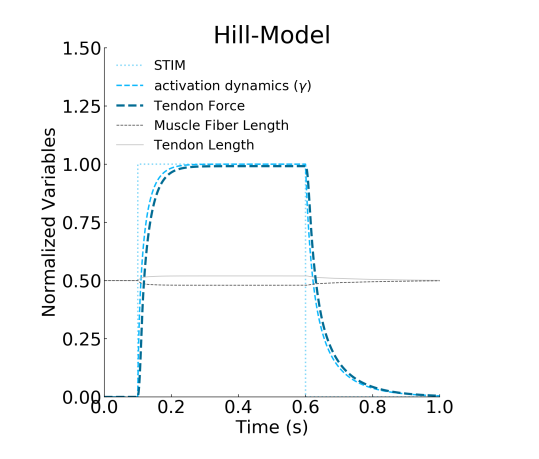 Hill-Model
1.50
1.25
1.00
0.75
0.50
0.25
0.00
STIM
activation dynamics (γ)
Tendon Force
Muscle Fiber Length
Tendon Length
Normalized Variables
0.0 0.2 0.4 0.6 0.8 1.0
Time (s)